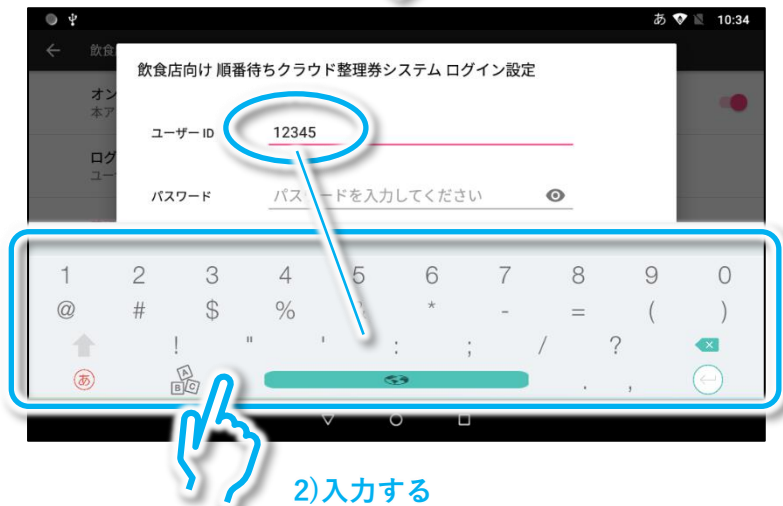 あ 10:34
飲食
飲食店向け 順番待ちクラウド整理券システム ログイン設定
オン
本ア
ユーザー ID 12345
ログ
ユー
パスワード パスワードを入力してください
1 2 3 4 5 6 7 8 9 0
@ # $ % & * - = ( )
! " ' : ; / ?
あ A B C . ,
2)入力する